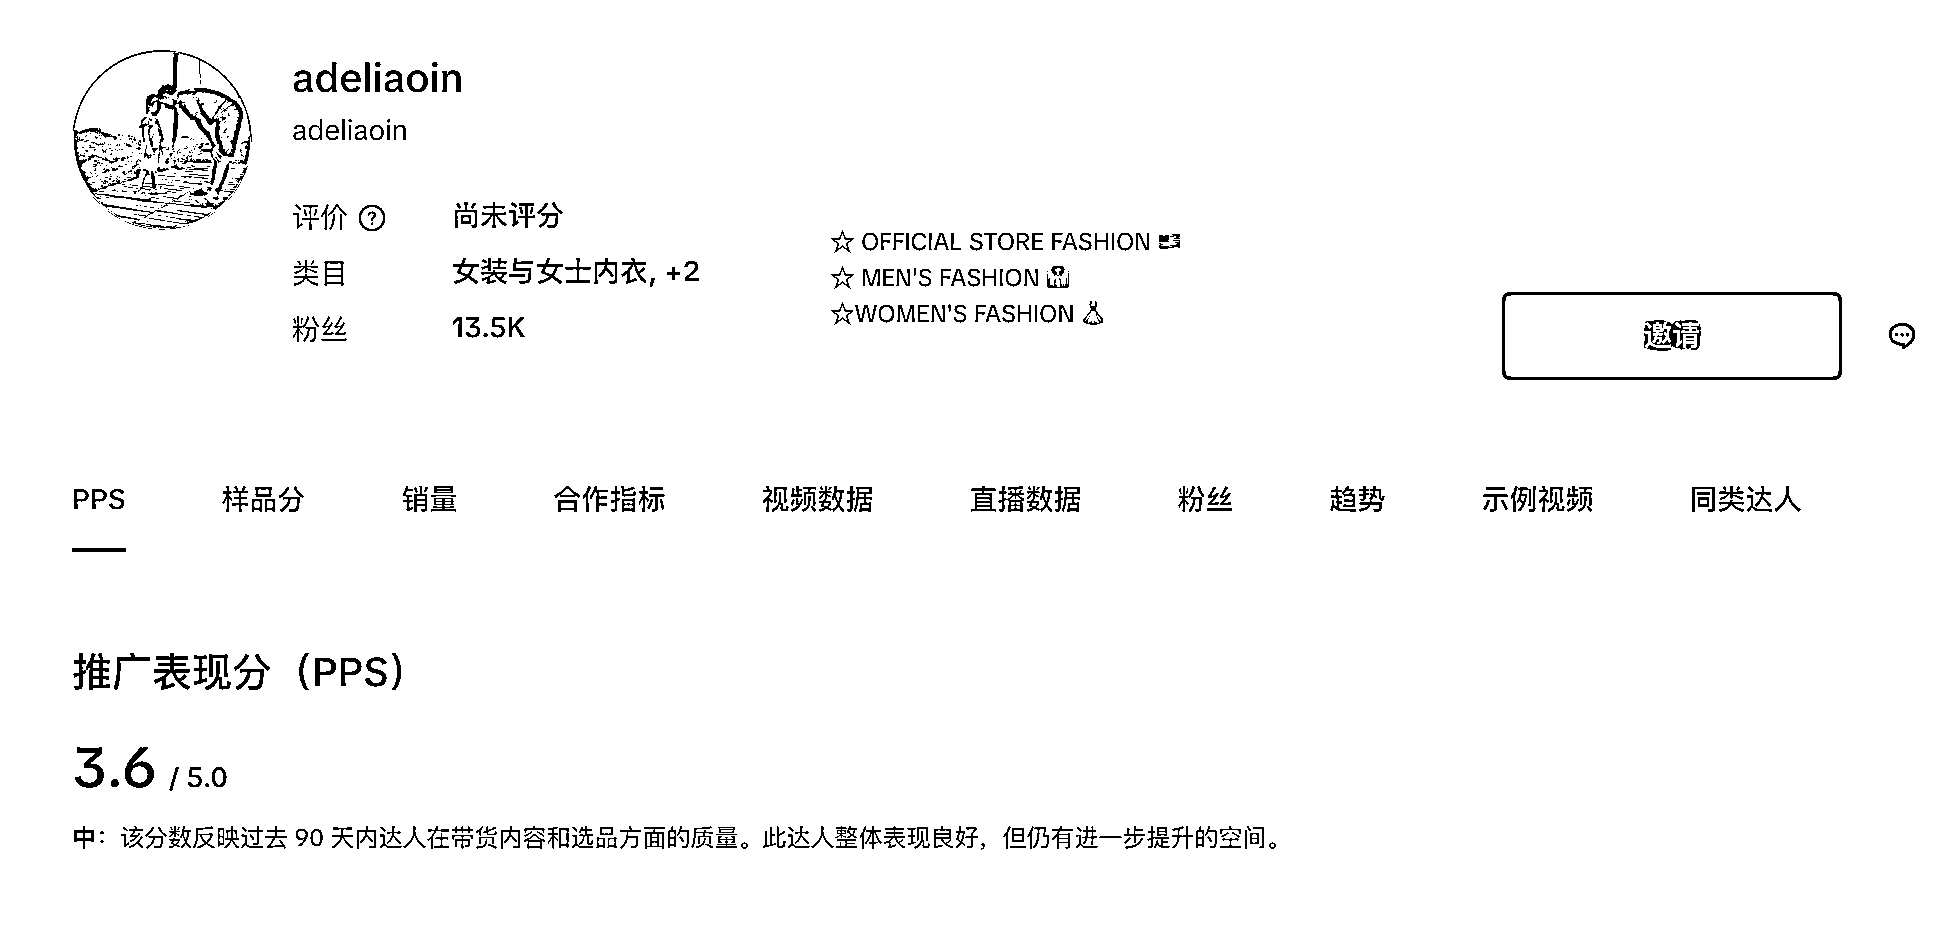 adeliaoin
adeliaoin
评价 尚未评分
类目 女装与女士内衣, +2
粉丝 13.5K
☆ OFFICIAL STORE FASHION
☆ MEN'S FASHION
☆WOMEN'S FASHION 👗
邀请
PPS 样品分 销量 合作指标 视频数据 直播数据 粉丝 趋势 示例视频 同类达人
推广表现分（PPS）
3.6 / 5.0
中：该分数反映过去 90 天内达人在带货内容和选品方面的质量。此达人整体表现良好，但仍有进一步提升的空间。